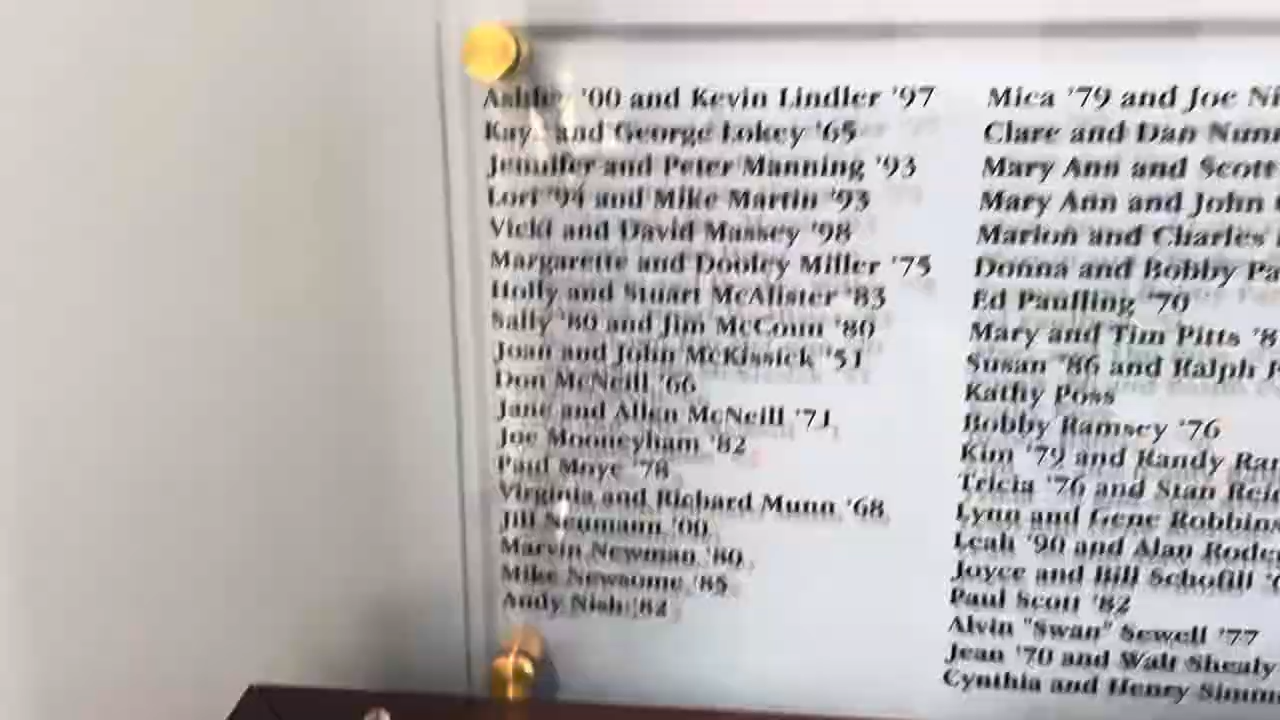 Ashley '00 and Kevin Lindler '97
Kay and George Lokey '65
Jennifer and Peter Manning '93
Lori '94 and Mike Martin '93
Vicki and David Massey '98
Margarette and Dooley Miller '75
Holly and Stuart McAlister '83
Sally '80 and Jim McCoun '80
Joan and John McKissick '51
Don McNeill '66
Jane and Allen McNeill '71
Joe Mooneyham '82
Paul Moye '78
Virginia and Richard Munn '68
Jill Neumann '00
Marvin Newman '80
Mike Newsome '85
Andy Nish '82
Mica '79 and Joe
Clare and Dan
Mary Ann and Scott
Mary Ann and John
Marion and Charles
Donna and Bobby
Ed Paulling '70
Mary and Tim Pitts
Susan '86 and Ralph
Kathy Poss
Bobby Ramsey '76
Kim '79 and Randy
Tricia '76 and Stan
Lynn and Gene Robbins
Leah '90 and Alan
Joyce and Bill Schofill
Paul Scott '82
Alvin "Swan" Sewell '77
Jean '70 and Walt Shealy
Cynthia and Henry